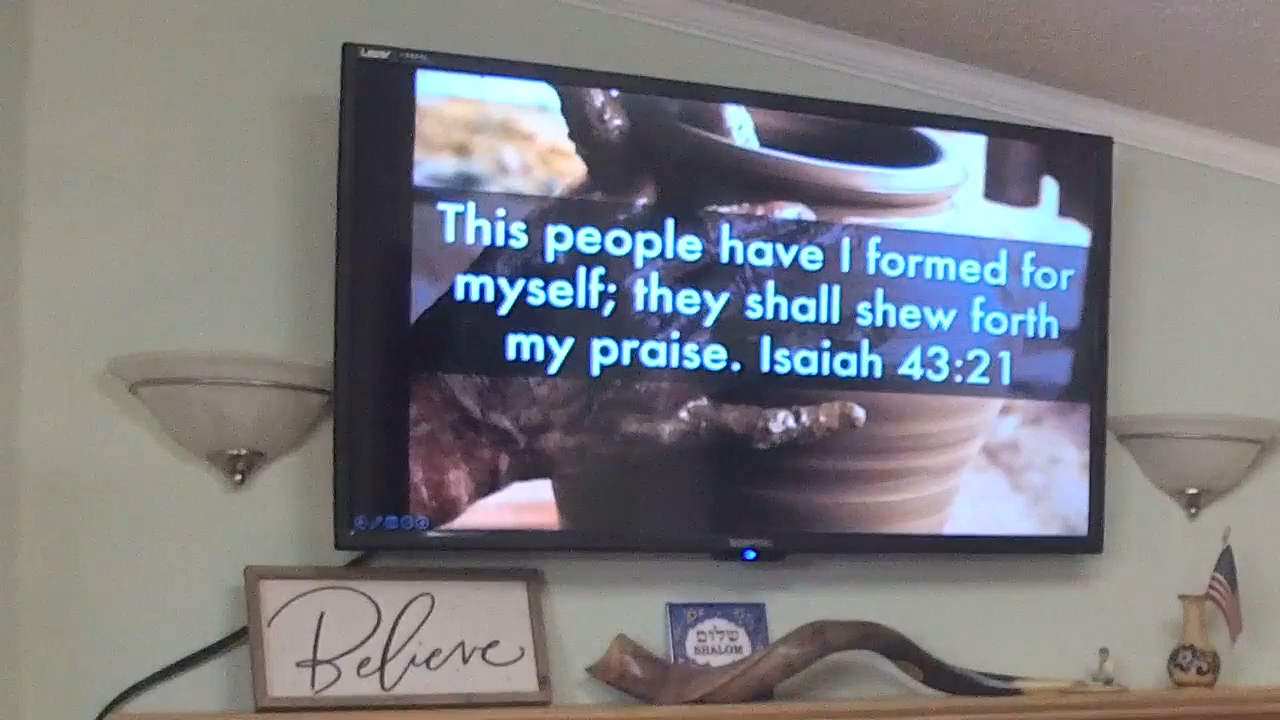 This people have I formed for
myself; they shall shew forth
my praise. Isaiah 43:21
Believe
שלום
SHALOM